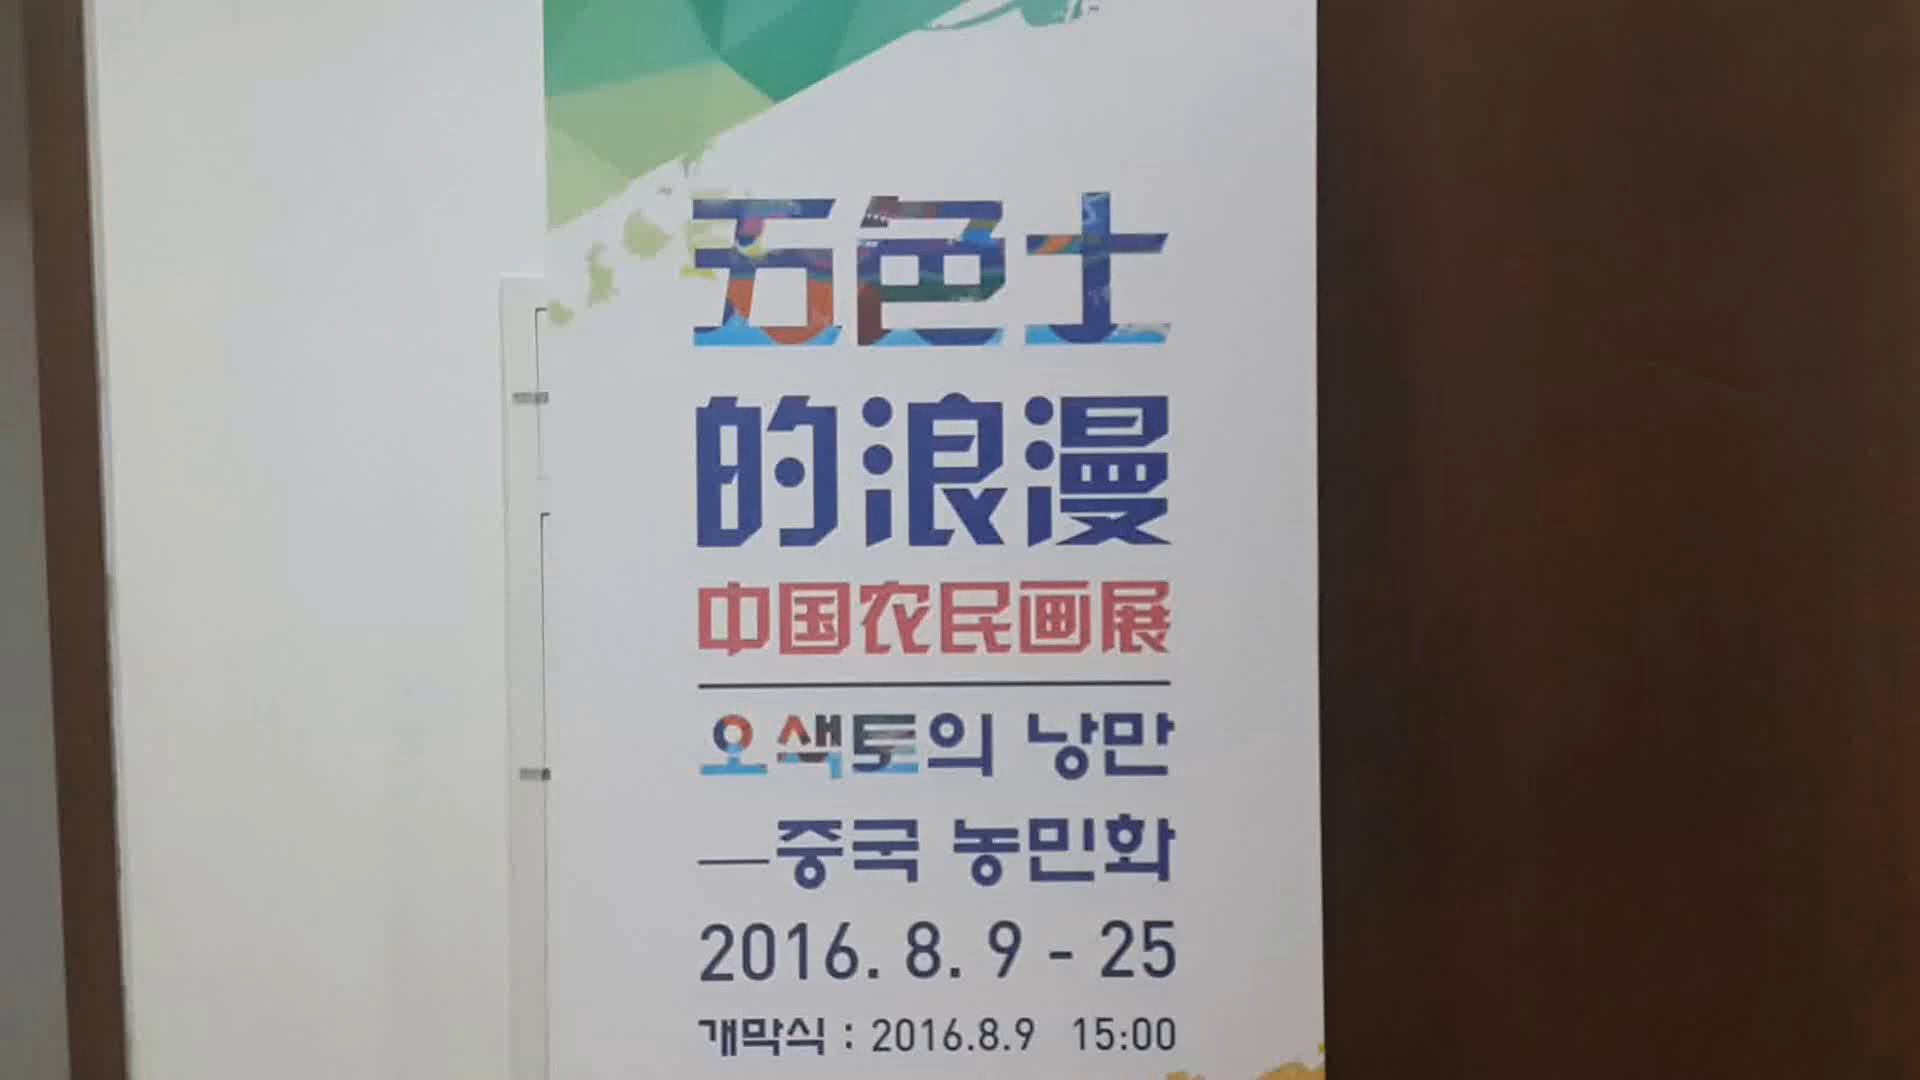 五色土
的浪漫
中国农民画展
오색토의 낭만
—중국 농민화
2016. 8. 9 - 25
개막식 : 2016.8.9 15:00